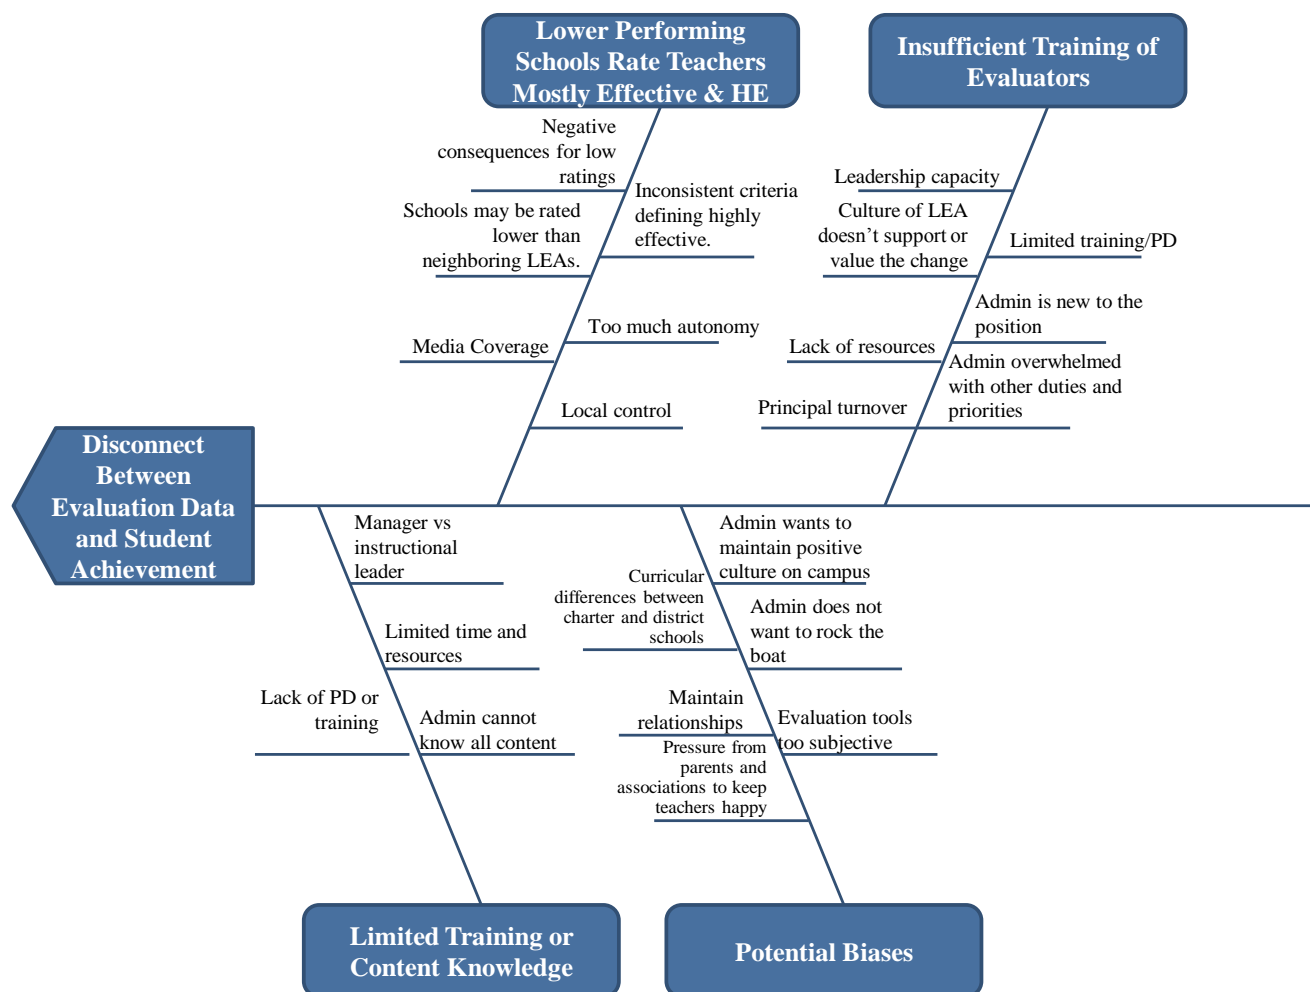 Lower Performing
Schools Rate Teachers
Mostly Effective & HE
Insufficient Training of
Evaluators
Negative
consequences for low
ratings
Inconsistent criteria
defining highly
effective.
Schools may be rated
lower than
neighboring LEAs.
Too much autonomy
Media Coverage
Local control
Leadership capacity
Culture of LEA
doesn’t support or
value the change
Limited training/PD
Admin is new to the
position
Lack of resources
Admin overwhelmed
with other duties and
priorities
Principal turnover
Disconnect
Between
Evaluation Data
and Student
Achievement
Manager vs
instructional
leader
Limited time and
resources
Lack of PD or
training
Admin cannot
know all content
Admin wants to
maintain positive
culture on campus
Curricular
differences between
charter and district
schools
Admin does not
want to rock the
boat
Maintain
relationships
Evaluation tools
too subjective
Pressure from
parents and
associations to keep
teachers happy
Limited Training or
Content Knowledge
Potential Biases